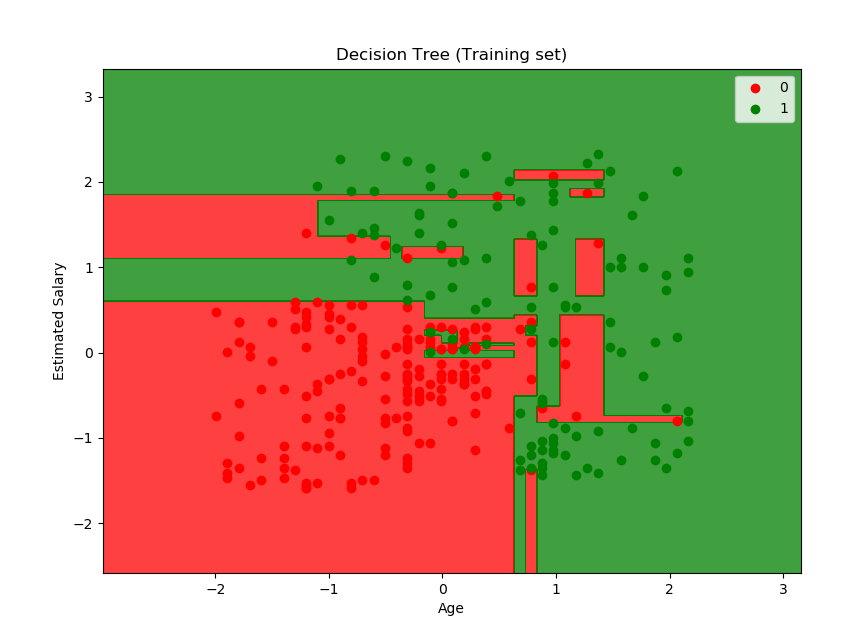 Decision Tree (Training set)
0
1
3
2
1
0
−1
−2
Estimated Salary
−2 −1 0 1 2 3
Age